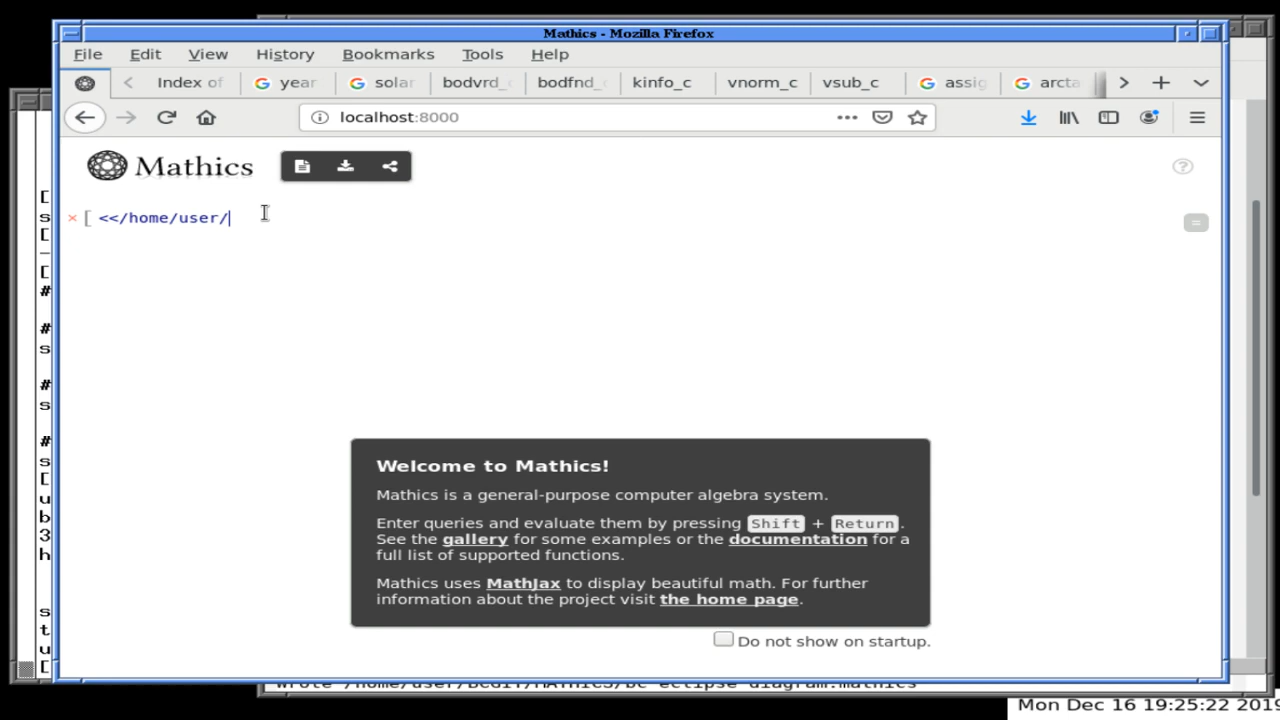 Mathics - Mozilla Firefox
File Edit View History Bookmarks Tools Help
Index of year solar bodvrd_ bodfnd_ kinfo_c vnorm_c vsub_c assig arcta
localhost:8000
Mathics
[
s
[
× [ <</home/user/
=
[
#
#
s
#
s
#
s
[
u
b
3
h
s
t
u
[
Welcome to Mathics!
Mathics is a general-purpose computer algebra system.
Enter queries and evaluate them by pressing Shift + Return.
See the gallery for some examples or the documentation for a
full list of supported functions.
Mathics uses MathJax to display beautiful math. For further
information about the project visit the home page.
Do not show on startup.
Mon Dec 16 19:25:22 2019